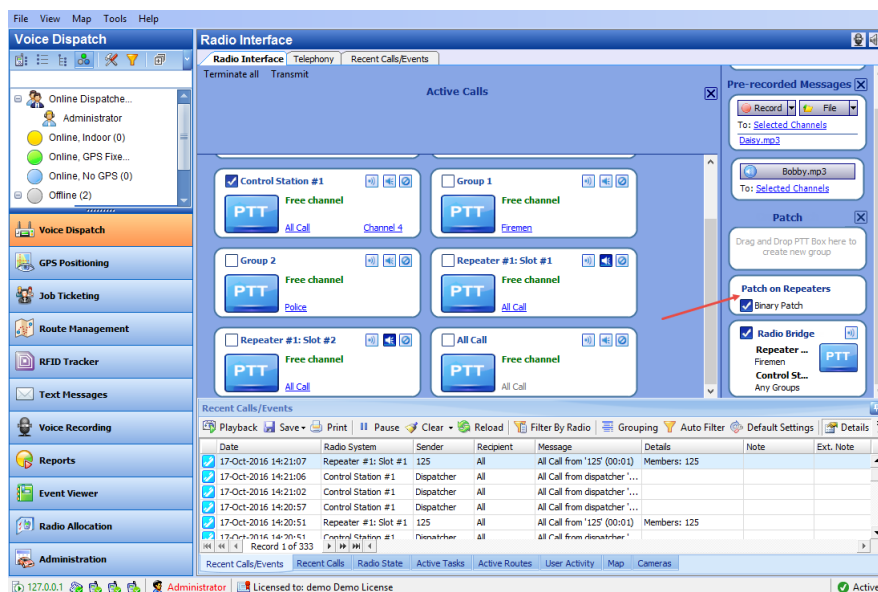 File View Map Tools Help
Voice Dispatch
Radio Interface
Radio Interface Telephony Recent Calls/Events
Terminate all Transmit
Active Calls
Online Dispatche...
Administrator
Online, Indoor (0)
Online, GPS Fixe...
Online, No GPS (0)
Offline (2)
Voice Dispatch
GPS Positioning
Job Ticketing
Route Management
RFID Tracker
Text Messages
Voice Recording
Reports
Event Viewer
Radio Allocation
Administration
Control Station #1
Free channel
PTT
All Call Channel 4
Group 1
Free channel
PTT
Firemen
Group 2
Free channel
PTT
Police
Repeater #1: Slot #1
Free channel
PTT
All Call
Repeater #1: Slot #2
Free channel
PTT
All Call
All Call
Free channel
PTT
All Call
Pre-recorded Messages
Record File
To: Selected Channels
Daisy.mp3
Bobby.mp3
To: Selected Channels
Patch
Drag and Drop PTT Box here to
create new group
Patch on Repeaters
Binary Patch
Radio Bridge
Repeater ...
Firemen
PTT
Control St...
Any Groups
Recent Calls/Events
Playback Save Print Pause Clear Reload Filter By Radio Grouping Auto Filter Default Settings Details
Date Radio System Sender Recipient Message Details Note Ext. Note
17-Oct-2016 14:21:07 Repeater #1: Slot #1 125 All All Call from '125' (00:01) Members: 125
17-Oct-2016 14:21:06 Control Station #1 Dispatcher All All Call from dispatcher '...
17-Oct-2016 14:21:02 Control Station #1 Dispatcher All All Call from dispatcher '...
17-Oct-2016 14:20:57 Control Station #1 Dispatcher All All Call from dispatcher '...
17-Oct-2016 14:20:51 Repeater #1: Slot #1 125 All All Call from '125' (00:01) Members: 125
17-Oct-2016 14:20:51 Control Station #1 Dispatcher All All Call from dispatcher '
Record 1 of 333
Recent Calls/Events Recent Calls Radio State Active Tasks Active Routes User Activity Map Cameras
127.0.0.1 Administrator Licensed to: demo Demo License Active